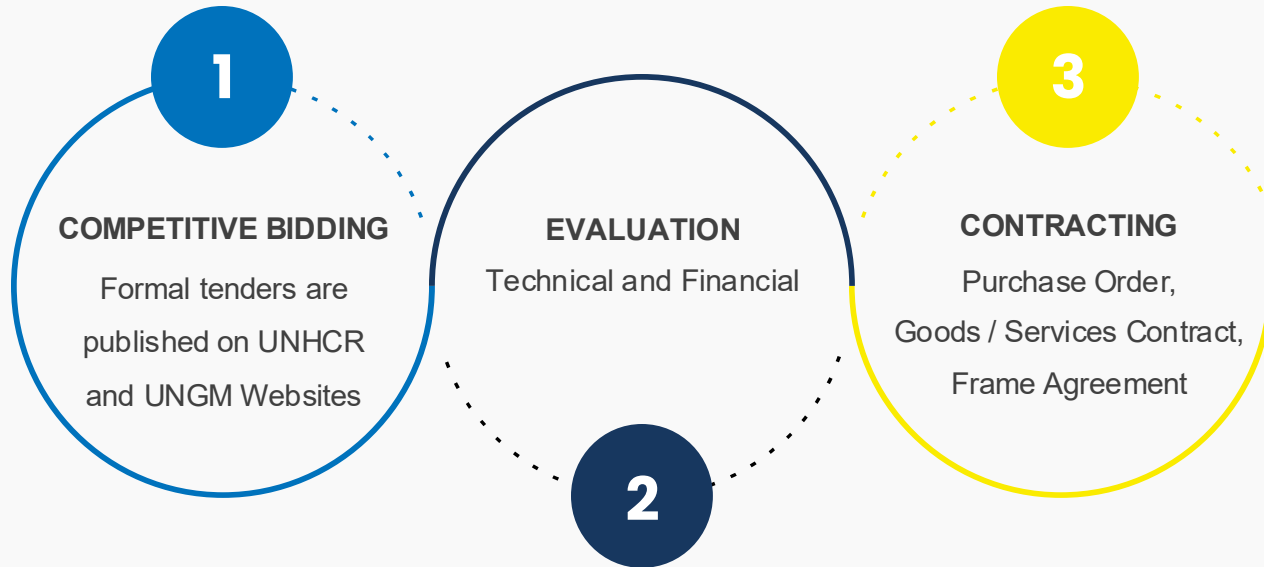 1
COMPETITIVE BIDDING
Formal tenders are
published on UNHCR
and UNGM Websites
2
EVALUATION
Technical and Financial
3
CONTRACTING
Purchase Order,
Goods / Services Contract,
Frame Agreement